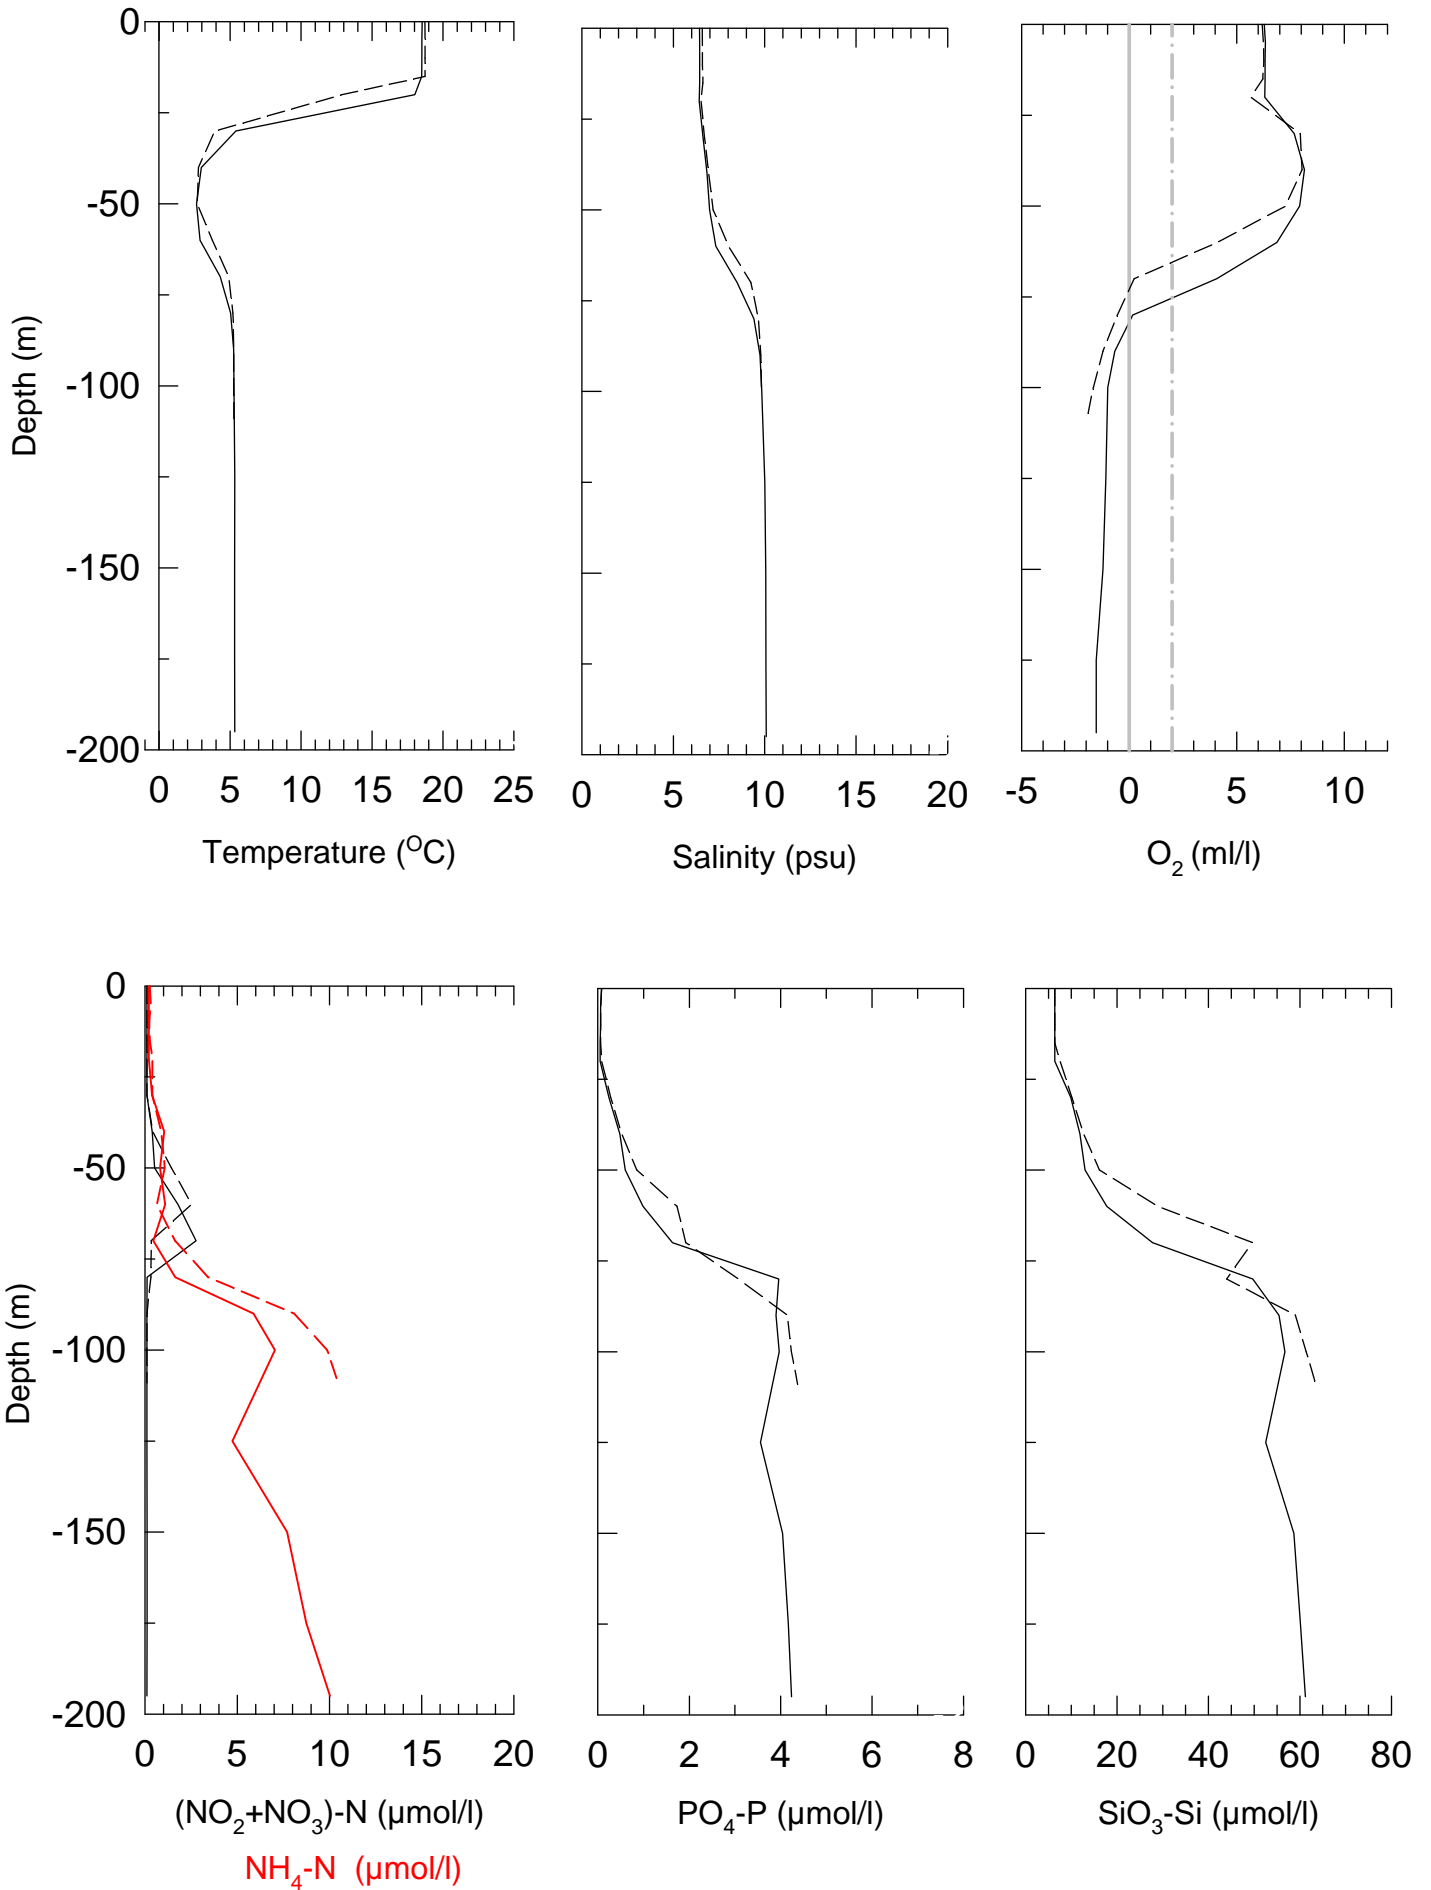 0
-50
-100
-150
-200
Depth (m)
0 5 10 15 20 25
Temperature (°C)
0 5 10 15 20
Salinity (psu)
-5 0 5 10
O₂ (ml/l)
0
-50
-100
-150
-200
Depth (m)
0 5 10 15 20
(NO₂+NO₃)-N (µmol/l)
NH₄-N (µmol/l)
0 2 4 6 8
PO₄-P (µmol/l)
0 20 40 60 80
SiO₃-Si (µmol/l)